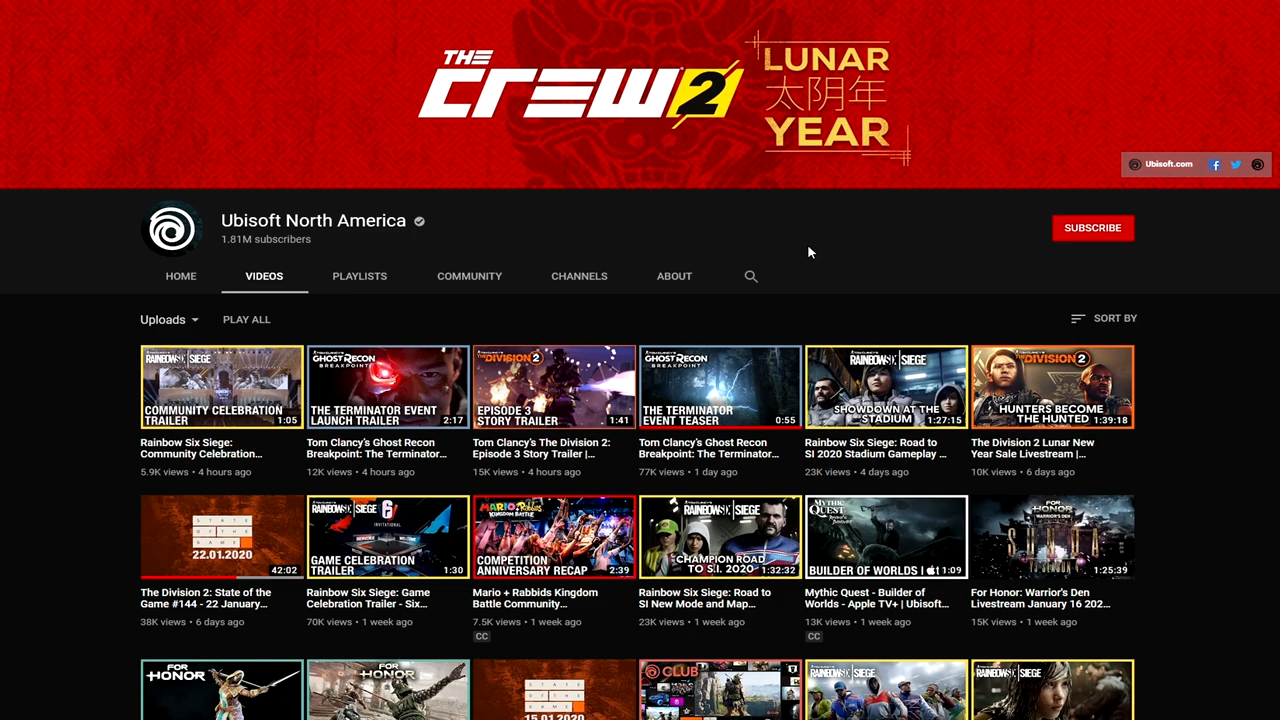 THE
CREW 2
LUNAR
太阴年
YEAR
Ubisoft.com
Ubisoft North America
1.81M subscribers
SUBSCRIBE
HOME VIDEOS PLAYLISTS COMMUNITY CHANNELS ABOUT
Uploads PLAY ALL SORT BY
RAINBOW SIX SIEGE
COMMUNITY CELEBRATION
TRAILER 1:05
GHOST RECON
BREAKPOINT
THE TERMINATOR EVENT
LAUNCH TRAILER 2:17
THE DIVISION 2
EPISODE 3
STORY TRAILER 1:41
GHOST RECON
BREAKPOINT
THE TERMINATOR
EVENT TEASER 0:55
RAINBOW SIX SIEGE
SHOWDOWN AT THE
STADIUM 1:27:15
THE DIVISION 2
HUNTERS BECOME
THE HUNTED 1:39:18
Rainbow Six Siege:
Community Celebration...
5.9K views • 4 hours ago
Tom Clancy's Ghost Recon
Breakpoint: The Terminator...
12K views • 4 hours ago
Tom Clancy's The Division 2:
Episode 3 Story Trailer |...
15K views • 4 hours ago
Tom Clancy's Ghost Recon
Breakpoint: The Terminator...
77K views • 1 day ago
Rainbow Six Siege: Road to
SI 2020 Stadium Gameplay ...
23K views • 4 days ago
The Division 2 Lunar New
Year Sale Livestream |...
10K views • 6 days ago
STATE
OF THE
GAME
22.01.2020
42:02
RAINBOW SIX SIEGE
INVITATIONAL
GAME CELEBRATION
TRAILER 1:30
MARIO + RABBIDS
KINGDOM BATTLE
COMPETITION
ANNIVERSARY RECAP 2:39
RAINBOW SIX SIEGE
CHAMPION ROAD
TO S.I. 2020 1:32:32
MYTHIC
QUEST
BUILDER OF WORLDS | 1:09
FOR
HONOR
WARRIOR'S DEN
1:25:39
The Division 2: State of the
Game #144 - 22 January...
38K views • 6 days ago
Rainbow Six Siege: Game
Celebration Trailer - Six...
70K views • 1 week ago
Mario + Rabbids Kingdom
Battle Community...
7.5K views • 1 week ago
CC
Rainbow Six Siege: Road to
SI New Mode and Map...
23K views • 1 week ago
Mythic Quest - Builder of
Worlds - Apple TV+ | Ubisoft...
13K views • 1 week ago
CC
For Honor: Warrior's Den
Livestream January 16 202...
15K views • 1 week ago
FOR
HONOR
FOR
HONOR
STATE
OF THE
GAME
15.01.2020
CLUB
RAINBOW SIX SIEGE
RAINBOW SIX SIEGE